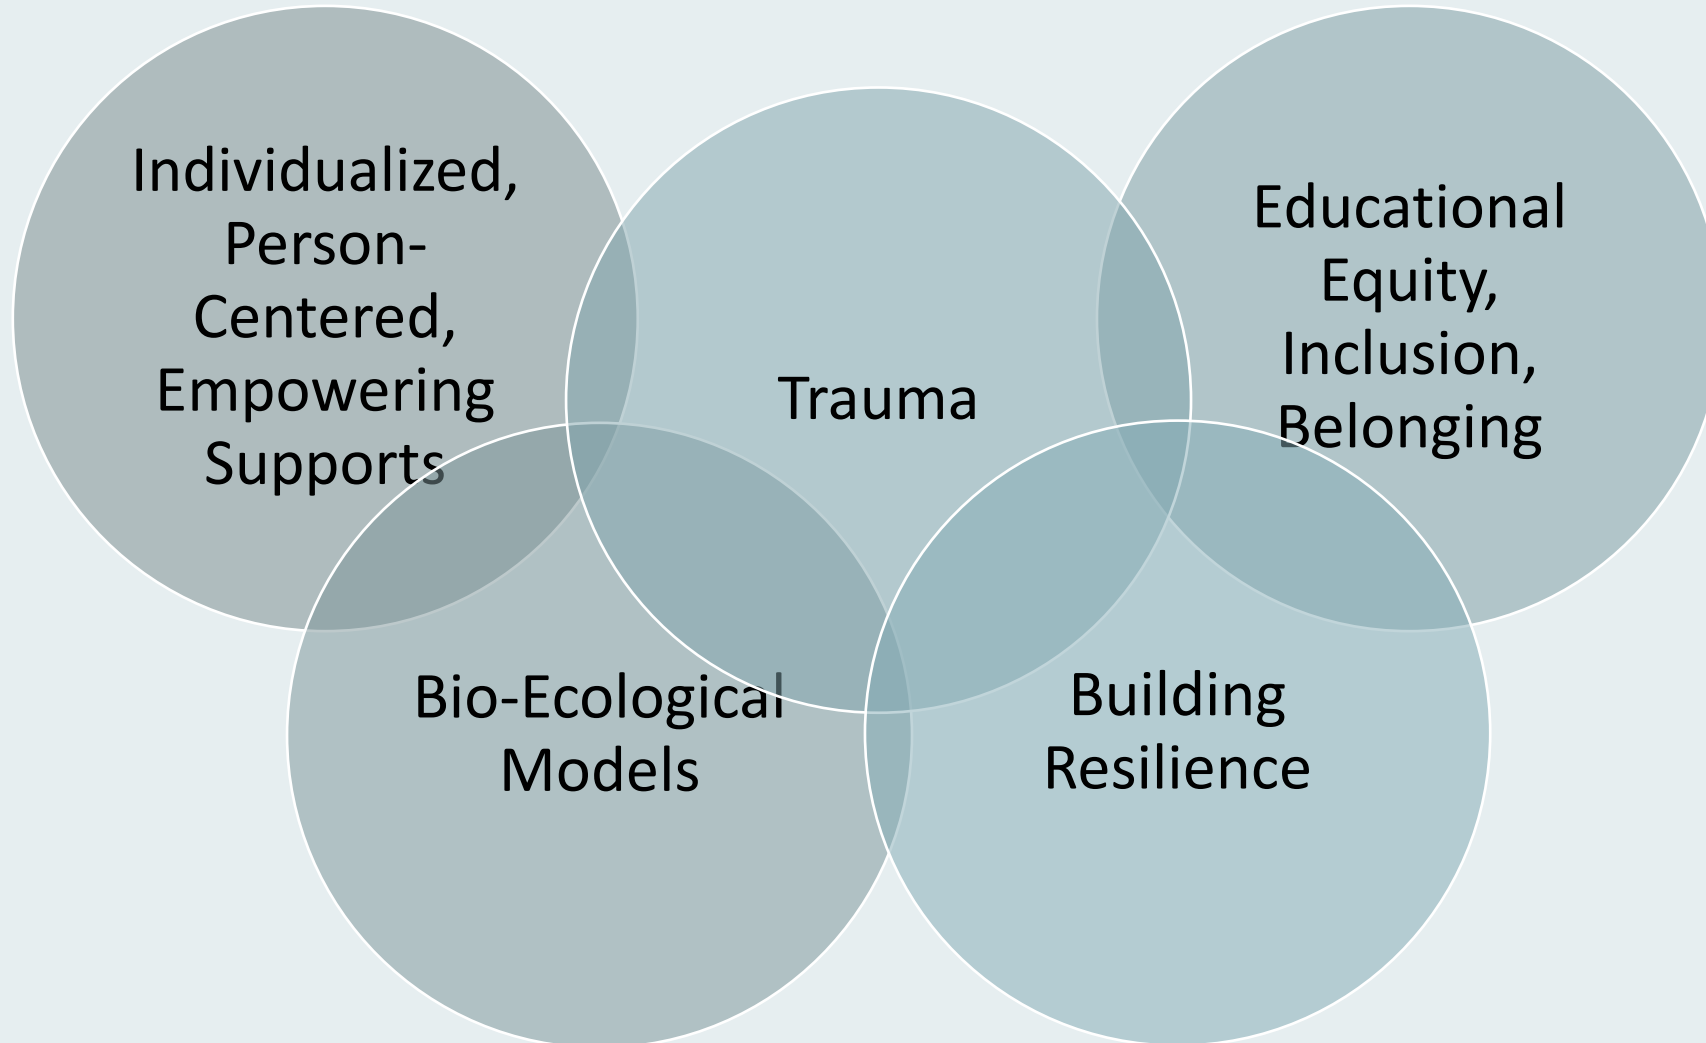 Individualized,
Person-
Centered,
Empowering
Supports
Trauma
Educational
Equity,
Inclusion,
Belonging
Bio-Ecological
Models
Building
Resilience